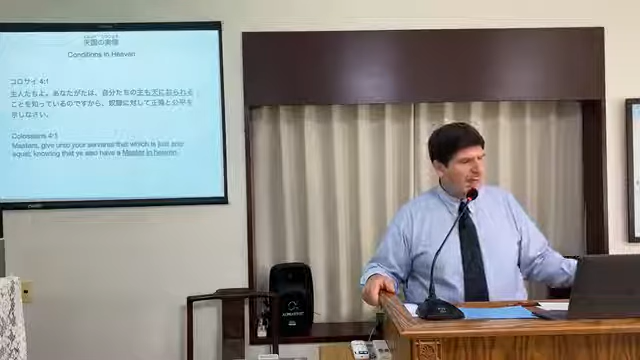 天国の実情
Conditions in Heaven
コロサイ 4:1
主人たちよ。あなたがたは、自分たちの主も天におられる
ことを知っているのですから、奴隷に対して正義と公平を
示しなさい。
Colossians 4:1
Masters, give unto your servants that which is just and
equal; knowing that ye also have a Master in heaven.